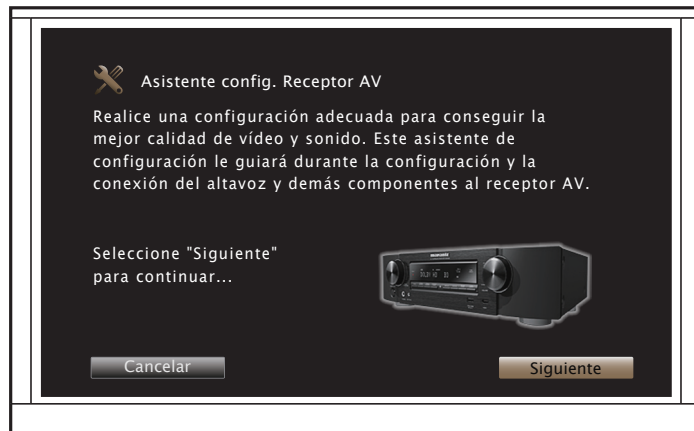 Asistente config. Receptor AV
Realice una configuración adecuada para conseguir la
mejor calidad de vídeo y sonido. Este asistente de
configuración le guiará durante la configuración y la
conexión del altavoz y demás componentes al receptor AV.
Seleccione "Siguiente"
para continuar...
Cancelar
Siguiente